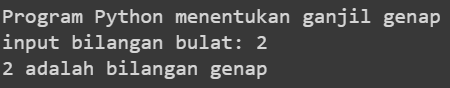 Program Python menentukan ganjil genap
input bilangan bulat: 2
2 adalah bilangan genap